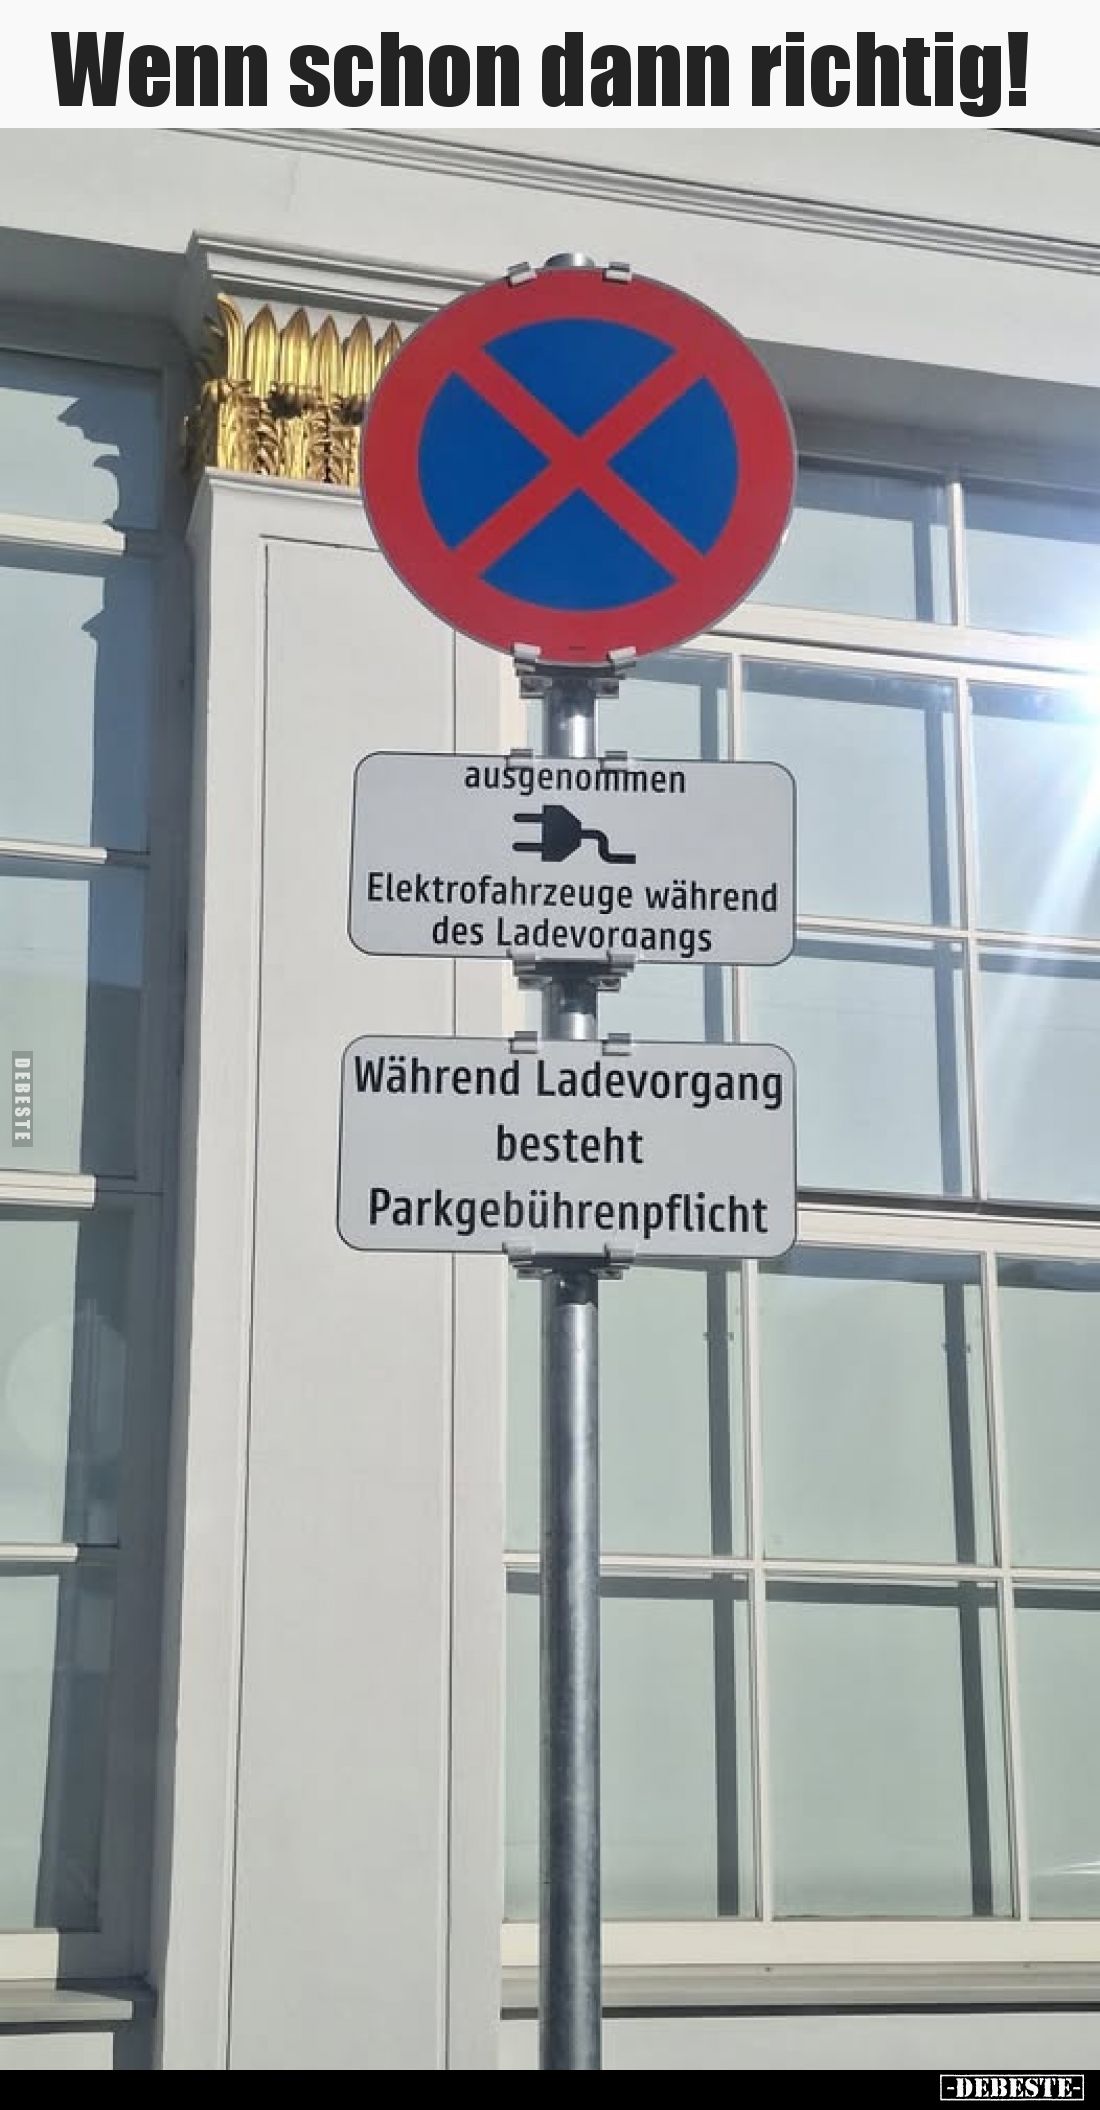 Wenn schon dann richtig!
ausgenommen
Elektrofahrzeuge während
des Ladevorgangs
Während Ladevorgang
besteht
Parkgebührenpflicht
DEBESTE
-DEBESTE-